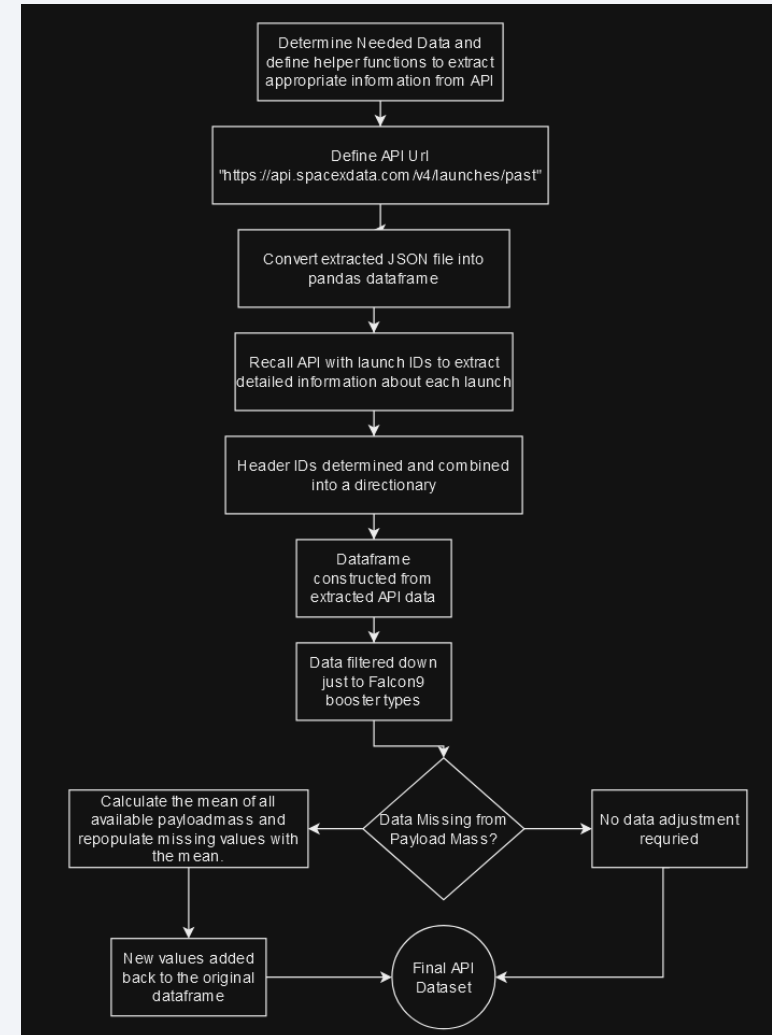 Determine Needed Data and
define helper functions to extract
appropriate information from API
Define API Url
"https://api.spacexdata.com/v4/launches/past"
Convert extracted JSON file into
pandas dataframe
Recall API with launch IDs to extract
detailed information about each launch
Header IDs determined and combined
into a directionary
Dataframe
constructed from
extracted API data
Data filtered down
just to Falcon9
booster types
Data Missing from
Payload Mass?
Calculate the mean of all
available payloadmass and
repopulate missing values with
the mean.
No data adjustment
requried
New values added
back to the original
dataframe
Final API
Dataset